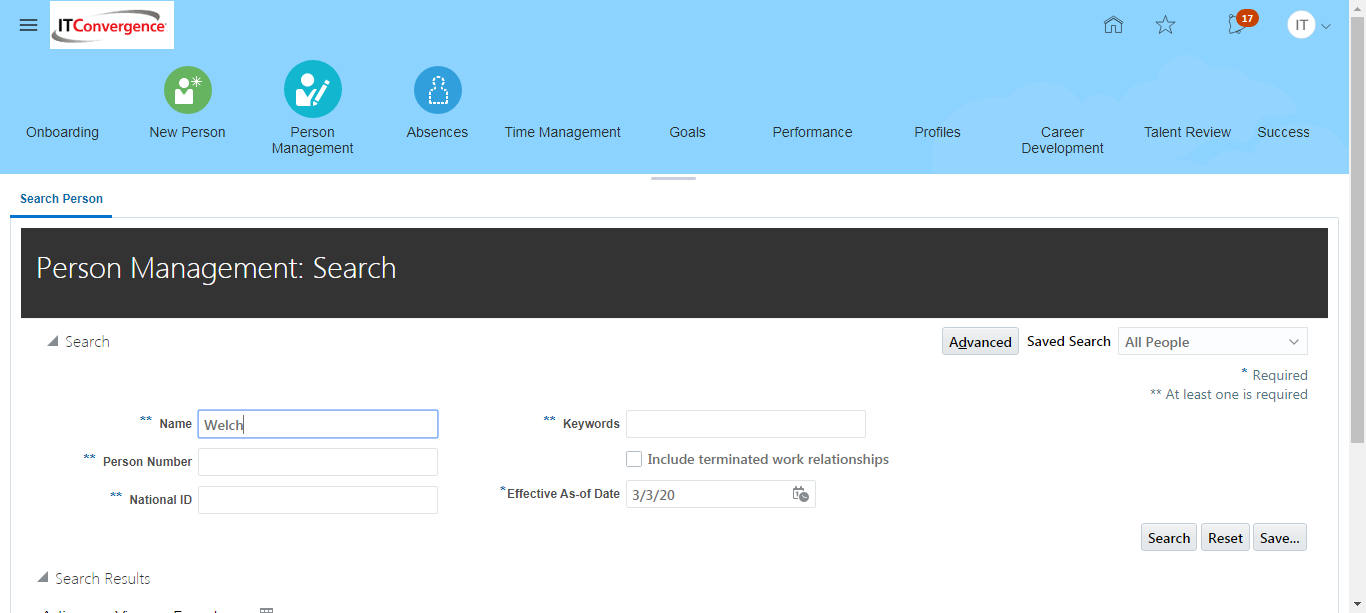 ITConvergence
17
IT
Onboarding
New Person
Person Management
Absences
Time Management
Goals
Performance
Profiles
Career Development
Talent Review
Success
Search Person
Person Management: Search
Search
Advanced Saved Search All People
* Required
** At least one is required
** Name Welch
** Keywords
** Person Number
Include terminated work relationships
** National ID
*Effective As-of Date 3/3/20
Search Reset Save...
Search Results